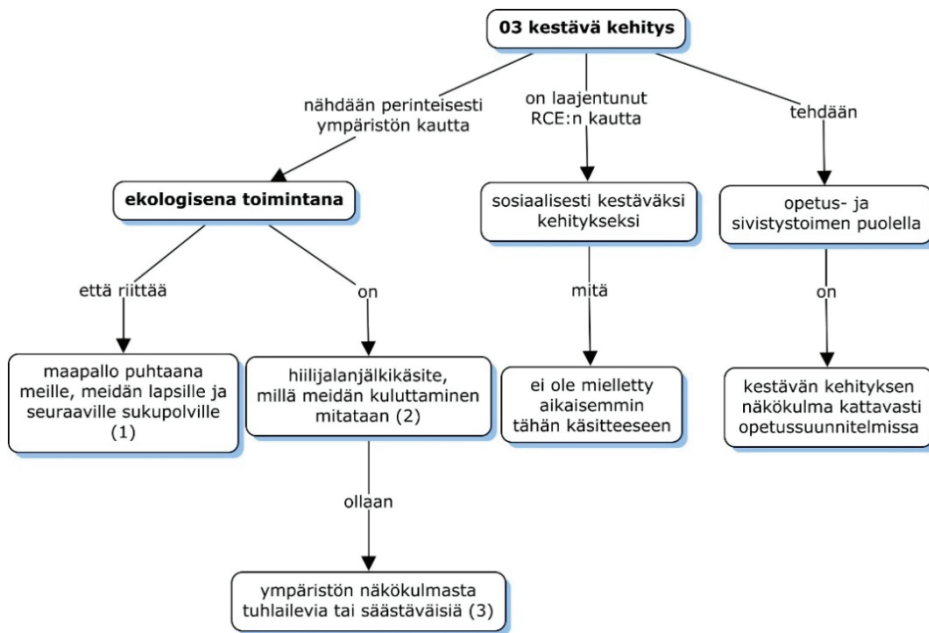 03 kestävä kehitys
nähdään perinteisesti
ympäristön kautta
on laajentunut
RCE:n kautta
tehdään
ekologisena toimintana
sosiaalisesti kestäväksi
kehitykseksi
opetus- ja
sivistystoimen puolella
että riittää
on
mitä
on
maapallo puhtaana
meille, meidän lapsille ja
seuraaville sukupolville
(1)
hiilijalanjälkikäsite,
millä meidän kuluttaminen
mitataan (2)
ei ole mielletty
aikaisemmin
tähän käsitteeseen
kestävän kehityksen
näkökulma kattavasti
opetussuunnitelmissa
ollaan
ympäristön näkökulmasta
tuhlailevia tai säästäväisiä (3)